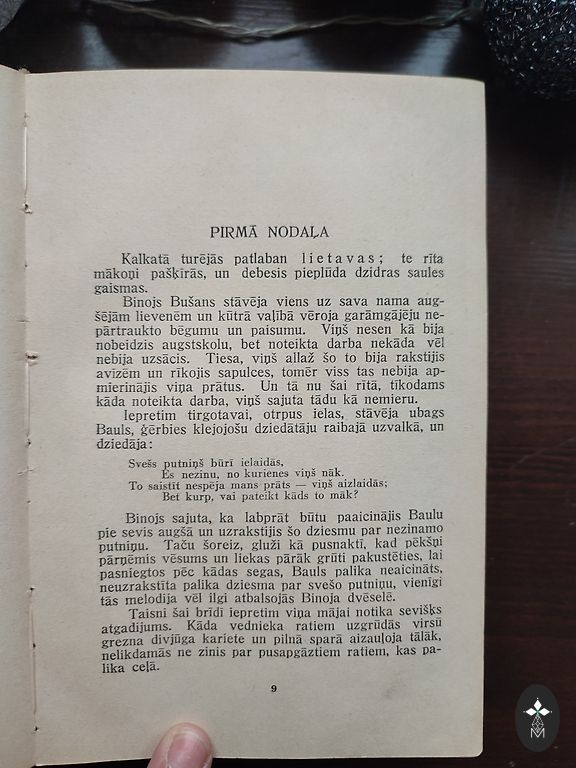 PIRMĀ NODAĻA
Kalkatā turējās patlaban lietavas; te rīta
mākoņi pašķīrās, un debesis pieplūda dzidras saules
gaismas.
Binojs Bušans stāvēja viens uz sava nama aug-
šējām lievenēm un kūtrā vaļībā vēroja garāmgājēju ne-
pārtraukto bēgumu un paisumu. Viņš nesen kā bija
nobeidzis augstskolu, bet noteikta darba nekāda vēl
nebija uzsācis. Tiesa, viņš allaž šo to bija rakstijis
avīzēm un rīkojis sapulces, tomēr viss tas nebija ap-
mierinājis viņa prātus. Un tā nu šai rītā, tīkodams
kāda noteikta darba, viņš sajuta tādu kā nemieru.
Iepretim tirgotavai, otrpus ielas, stāvēja ubags
Bauls, ģērbies klejojošu dziedātāju raibajā uzvalkā, un
dziedāja:
Svešs putniņš būrī ielaidās,
Es nezinu, no kurienes viņš nāk.
To saistīt nespēja mans prāts — viņš aizlaidās;
Bet kurp, vai pateikt kāds to māk?
Binojs sajuta, ka labprāt būtu paaicinājis Baulu
pie sevis augšā un uzrakstijis šo dziesmu par nezinamo
putniņu. Taču šoreiz, gluži kā pusnaktī, kad pēkšņi
pārņēmis vēsums un liekas pārāk grūti pakustēties, lai
pasniegtos pēc kādas segas, Bauls palika neaicināts,
neuzrakstīta palika dziesma par svešo putniņu, vienīgi
tās melodija vēl ilgi atbalsojās Binoja dvēselē.
Taisni šai brīdi iepretim viņa mājai notika sevišķs
atgadijums. Kāda vednieka ratiem uzgrūdās virsū
grezna divjūga kariete un pilnā sparā aizauļoja tālāk,
nelikdamās ne zinis par pusapgāztiem ratiem, kas pa-
lika ceļā.
9
M